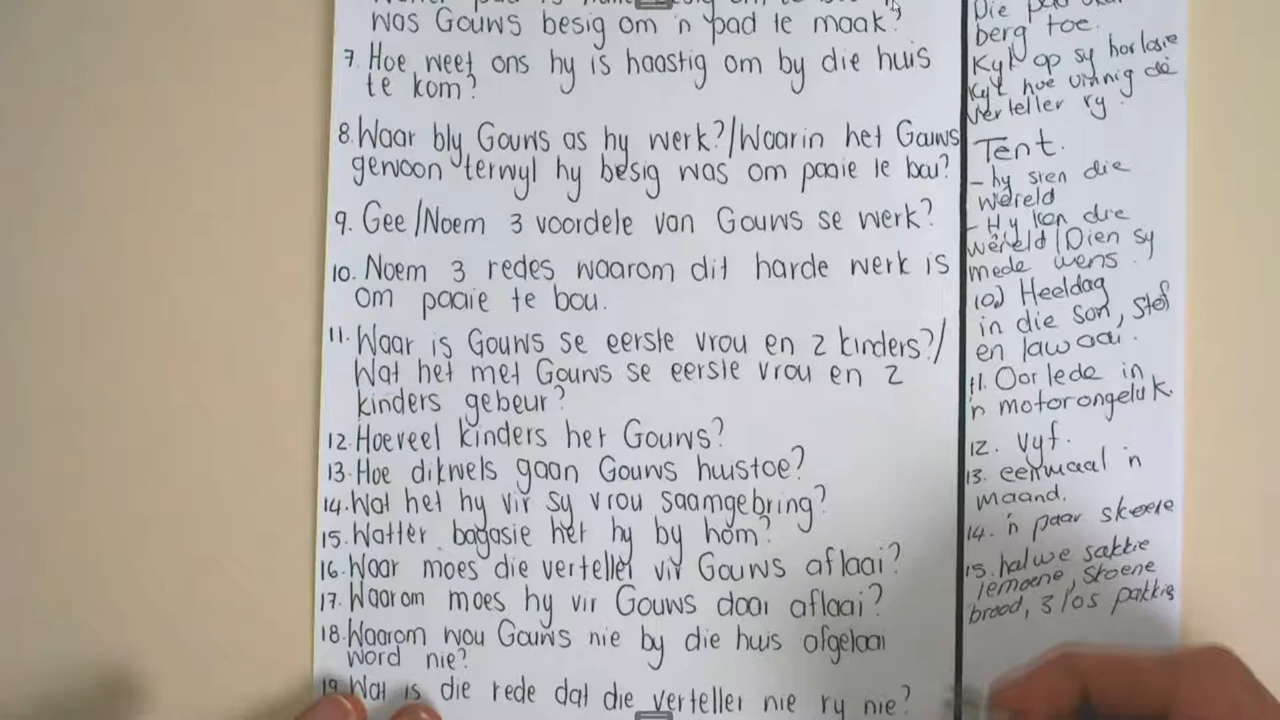 was Gouws besig om 'n pad te maak?
7. Hoe weet ons hy is haastig om by die huis
te kom?
8. Waar bly Gouws as hy werk?/Waarin het Gouws
gewoon terwyl hy besig was om paaie te bou?
9. Gee/Noem 3 voordele van Gouws se werk?
10. Noem 3 redes waarom dit harde werk is
om paaie te bou.
11. Waar is Gouws se eerste vrou en 2 kinders?/
Wat het met Gouws se eerste vrou en 2
kinders gebeur?
12. Hoeveel kinders het Gouws?
13. Hoe dikwels gaan Gouws huistoe?
14. Wat het hy vir sy vrou saamgebring?
15. Watter bagasie het hy by hom?
16. Waar moes die verteller vir Gouws aflaai?
17. Waarom moes hy vir Gouws daar aflaai?
18. Waarom wou Gouws nie by die huis afgelaai
word nie?
19. Wat is die rede dat die verteller nie ry nie?
Die pad
berg toe.
Kyk op sy horlosie
Kyk hoe vinnig die
verteller ry.
Tent.
- hy sien die
wêreld
- Hy ken die
wêreld/Dien sy
mede wens.
10.) Heeldag
in die son, stof
en lawaai.
11. Oorlede in
'n motorongeluk.
12. Vyf.
13. eenmaal 'n
maand.
14. 'n paar skoene
15. halwe sakkie
lemoene, skoene
brood, 3 los pakkies